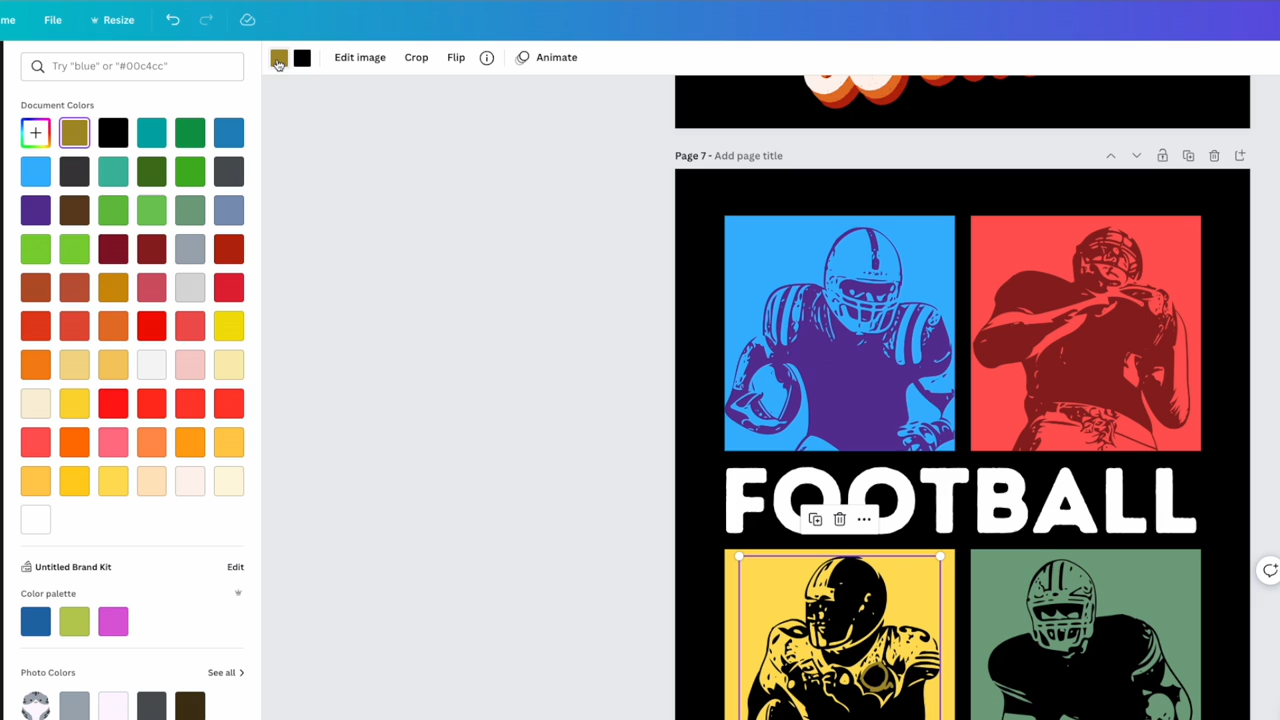 me File Resize
Try "blue" or "#00c4cc"
Edit image Crop Flip Animate
Document Colors
Page 7 - Add page title
FOOTBALL
Untitled Brand Kit Edit
Color palette
Photo Colors See all